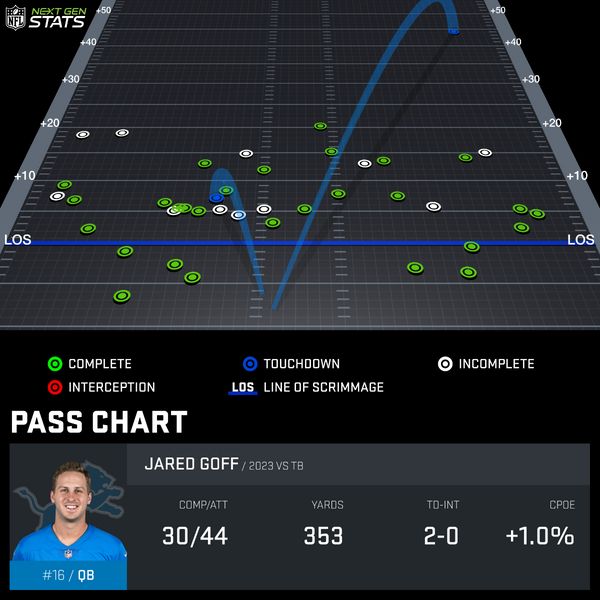 NFL NEXT GEN STATS
+50 +50
+40 +40
+30 +30
+20 +20
+10 +10
LOS LOS
COMPLETE TOUCHDOWN INCOMPLETE
INTERCEPTION LOS LINE OF SCRIMMAGE
PASS CHART
JARED GOFF / 2023 VS TB
COMP/ATT YARDS TD-INT CPOE
30/44 353 2-0 +1.0%
#16 / QB